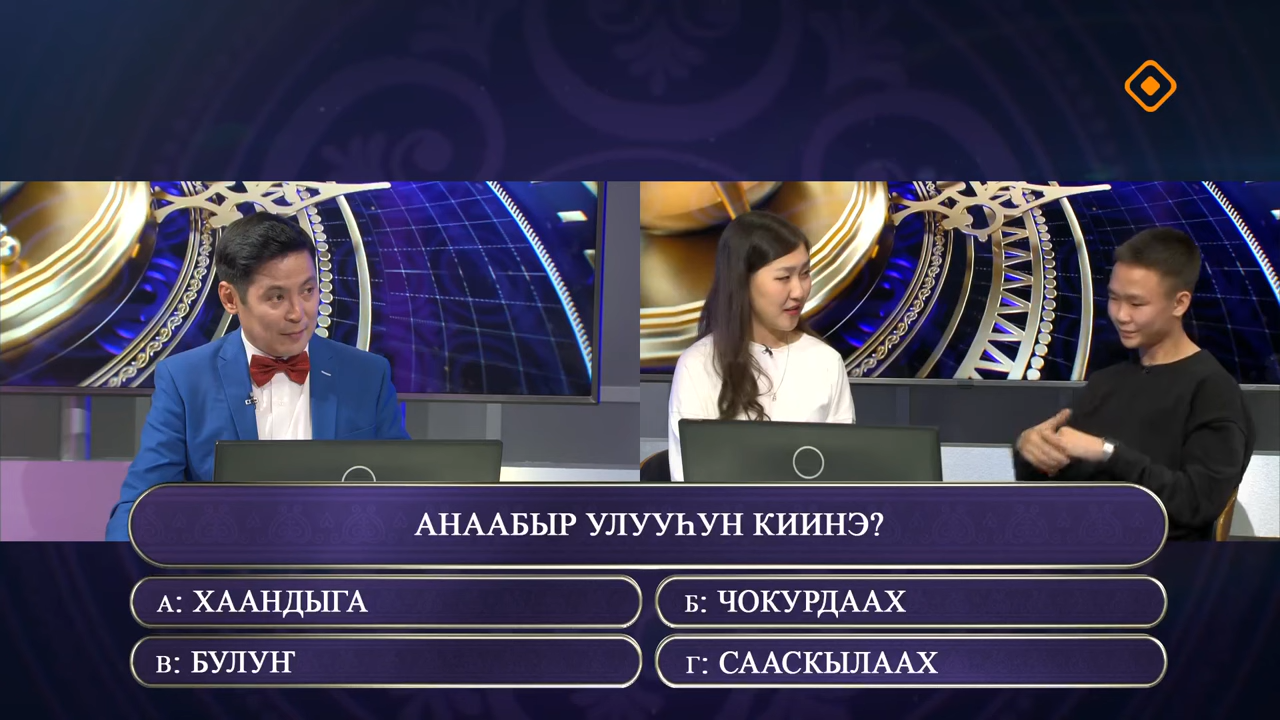 АНААБЫР УЛУУҺУН КИИНЭ?
А: ХААНДЫГА
Б: ЧОКУРДААХ
В: БУЛУҤ
Г: СААСКЫЛААХ